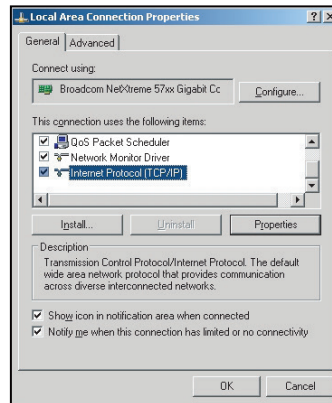 Local Area Connection Properties
General Advanced
Connect using:
Broadcom NetXtreme 57xx Gigabit Cc
Configure...
This connection uses the following items:
QoS Packet Scheduler
Network Monitor Driver
Internet Protocol (TCP/IP)
Install... Uninstall Properties
Description
Transmission Control Protocol/Internet Protocol. The default
wide area network protocol that provides communication
across diverse interconnected networks.
Show icon in notification area when connected
Notify me when this connection has limited or no connectivity
OK Cancel